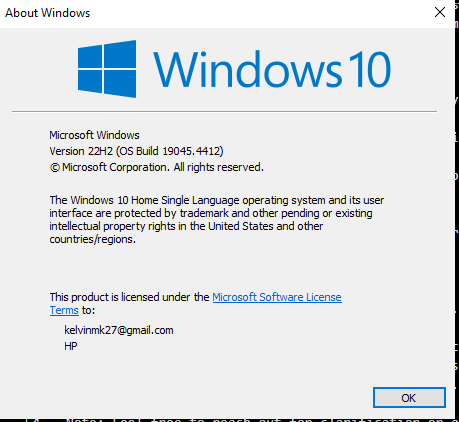 About Windows
Windows 10
Microsoft Windows
Version 22H2 (OS Build 19045.4412)
© Microsoft Corporation. All rights reserved.
The Windows 10 Home Single Language operating system and its user
interface are protected by trademark and other pending or existing
intellectual property rights in the United States and other
countries/regions.
This product is licensed under the Microsoft Software License
Terms to:
kelvinmk27@gmail.com
HP
OK